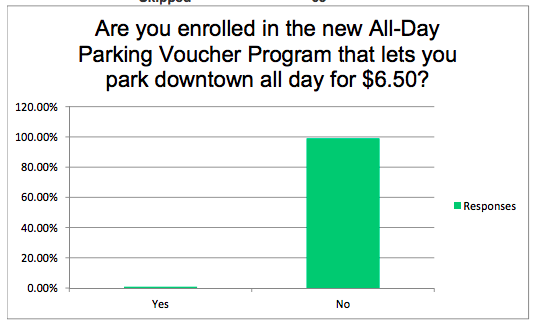 Are you enrolled in the new All-Day
Parking Voucher Program that lets you
park downtown all day for $6.50?
120.00%
100.00%
80.00%
60.00%
40.00%
20.00%
0.00%
Yes
No
Responses